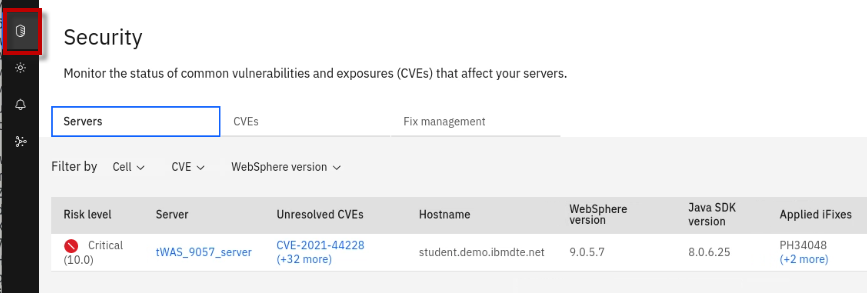 Security
Monitor the status of common vulnerabilities and exposures (CVEs) that affect your servers.
Servers CVEs Fix management
Filter by Cell CVE WebSphere version
Risk level Server Unresolved CVEs Hostname WebSphere version Java SDK version Applied iFixes
Critical (10.0) tWAS_9057_server CVE-2021-44228 (+32 more) student.demo.ibmdte.net 9.0.5.7 8.0.6.25 PH34048 (+2 more)